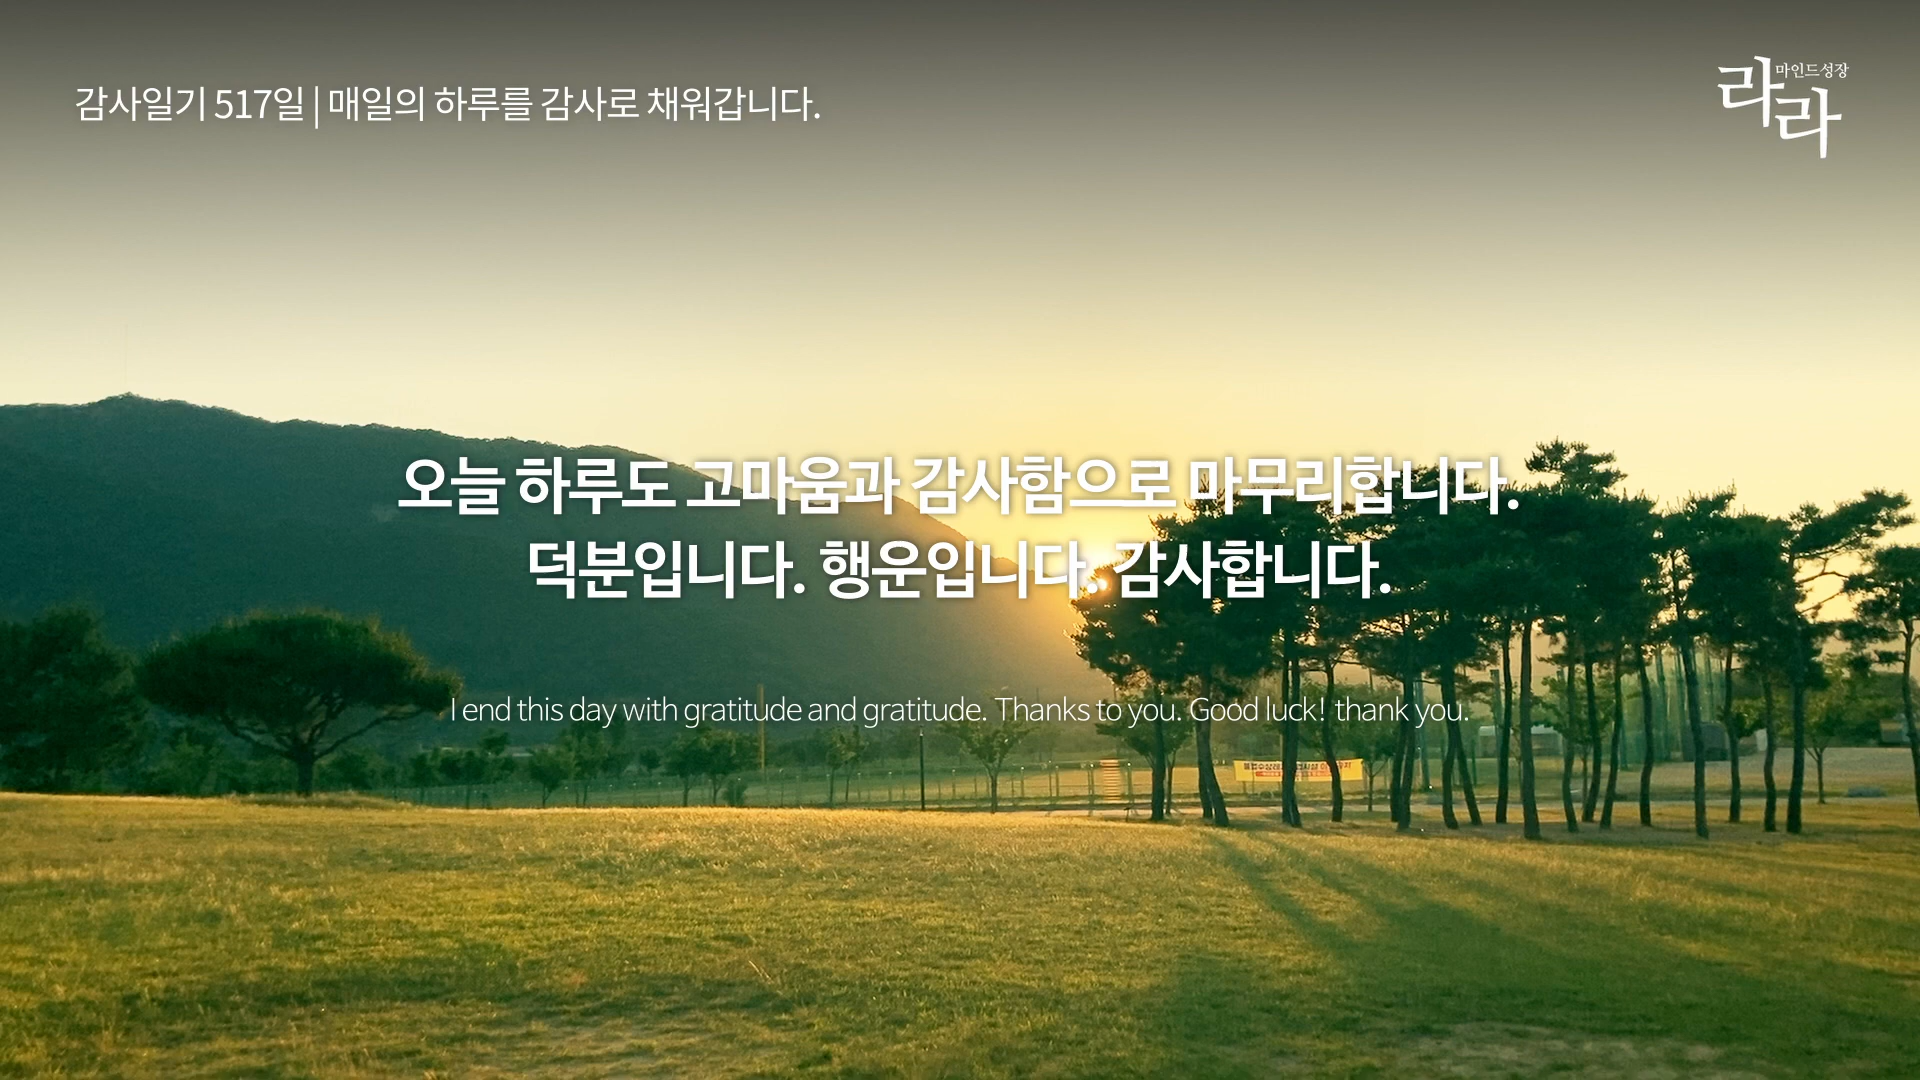 감사일기 517일 | 매일의 하루를 감사로 채워갑니다.
라라
마인드성장
오늘 하루도 고마움과 감사함으로 마무리합니다.
덕분입니다. 행운입니다. 감사합니다.
I end this day with gratitude and gratitude. Thanks to you. Good luck! thank you.